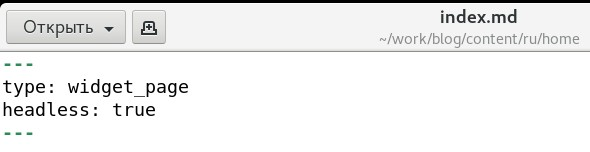 Открыть
index.md
~/work/blog/content/ru/home
---
type: widget_page
headless: true
---